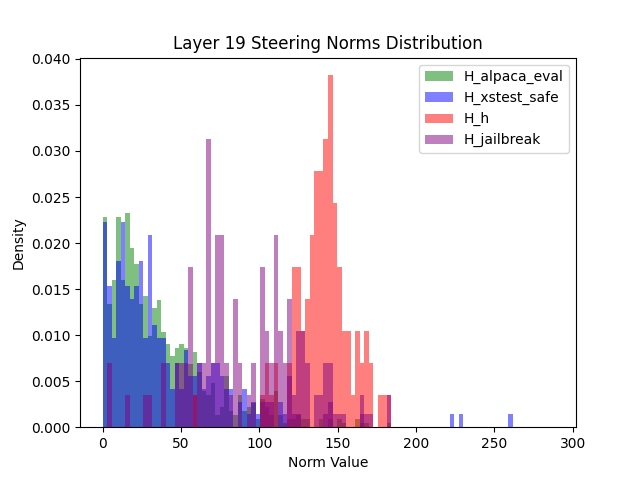 Layer 19 Steering Norms Distribution
0.040
0.035
0.030
0.025
0.020
0.015
0.010
0.005
0.000
Density
H_alpaca_eval
H_xstest_safe
H_h
H_jailbreak
0 50 100 150 200 250 300
Norm Value